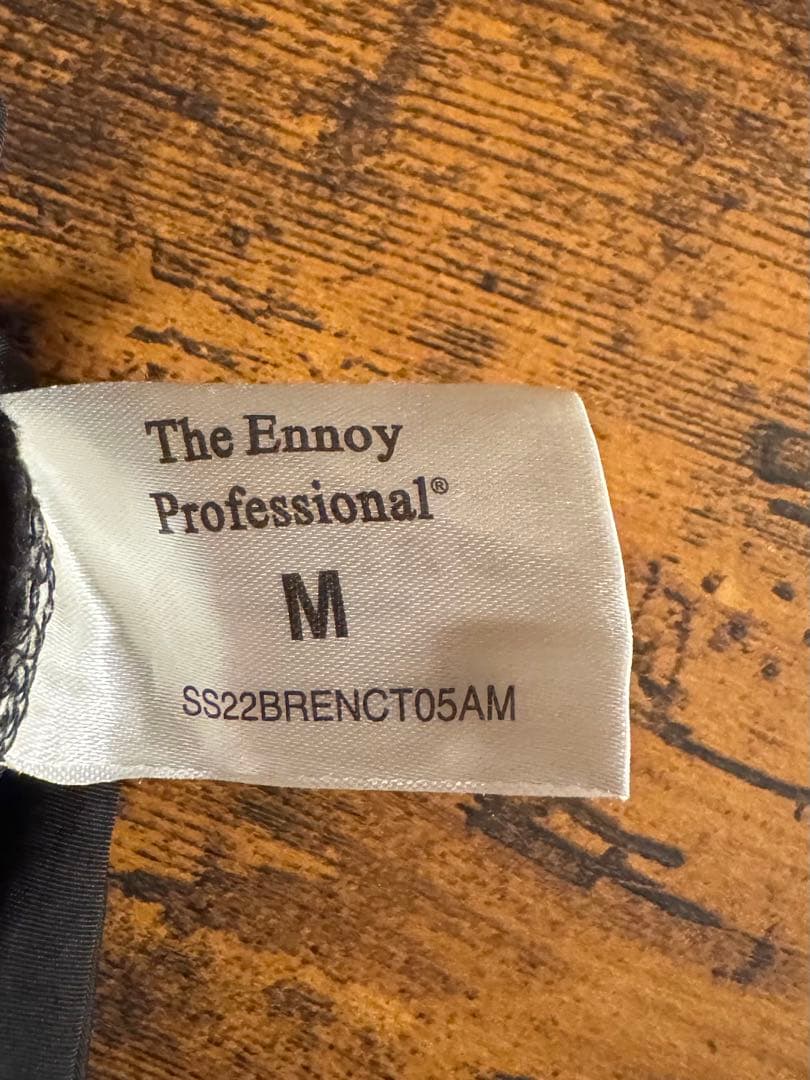 The Ennoy
Professional®
M
SS22BRENCT05AM